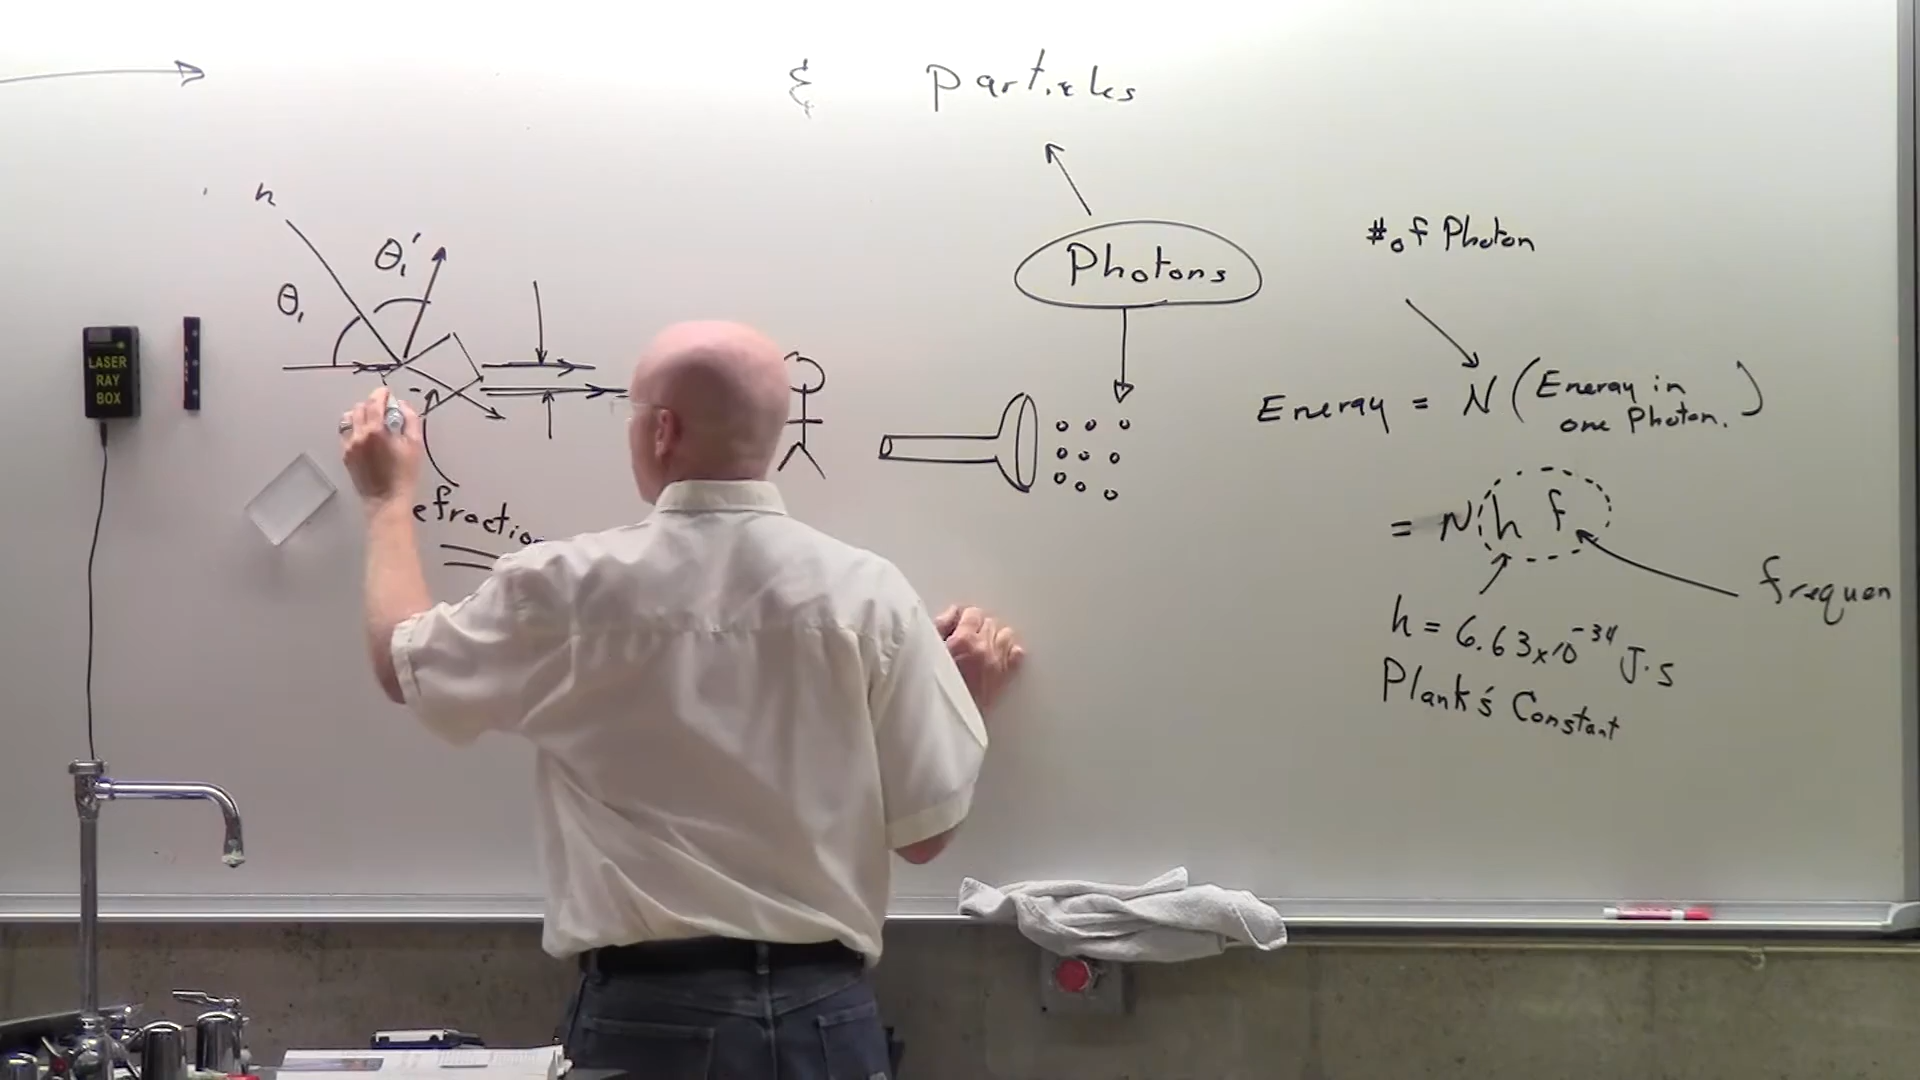 & Particles
n
θ₁'
θ₁
Photons
# of Photon
LASER
RAY
BOX
Energy = N (Energy in
one Photon.)
efractio
= N h f
frequen
h = 6.63x10⁻³⁴ J·s
Plank's Constant